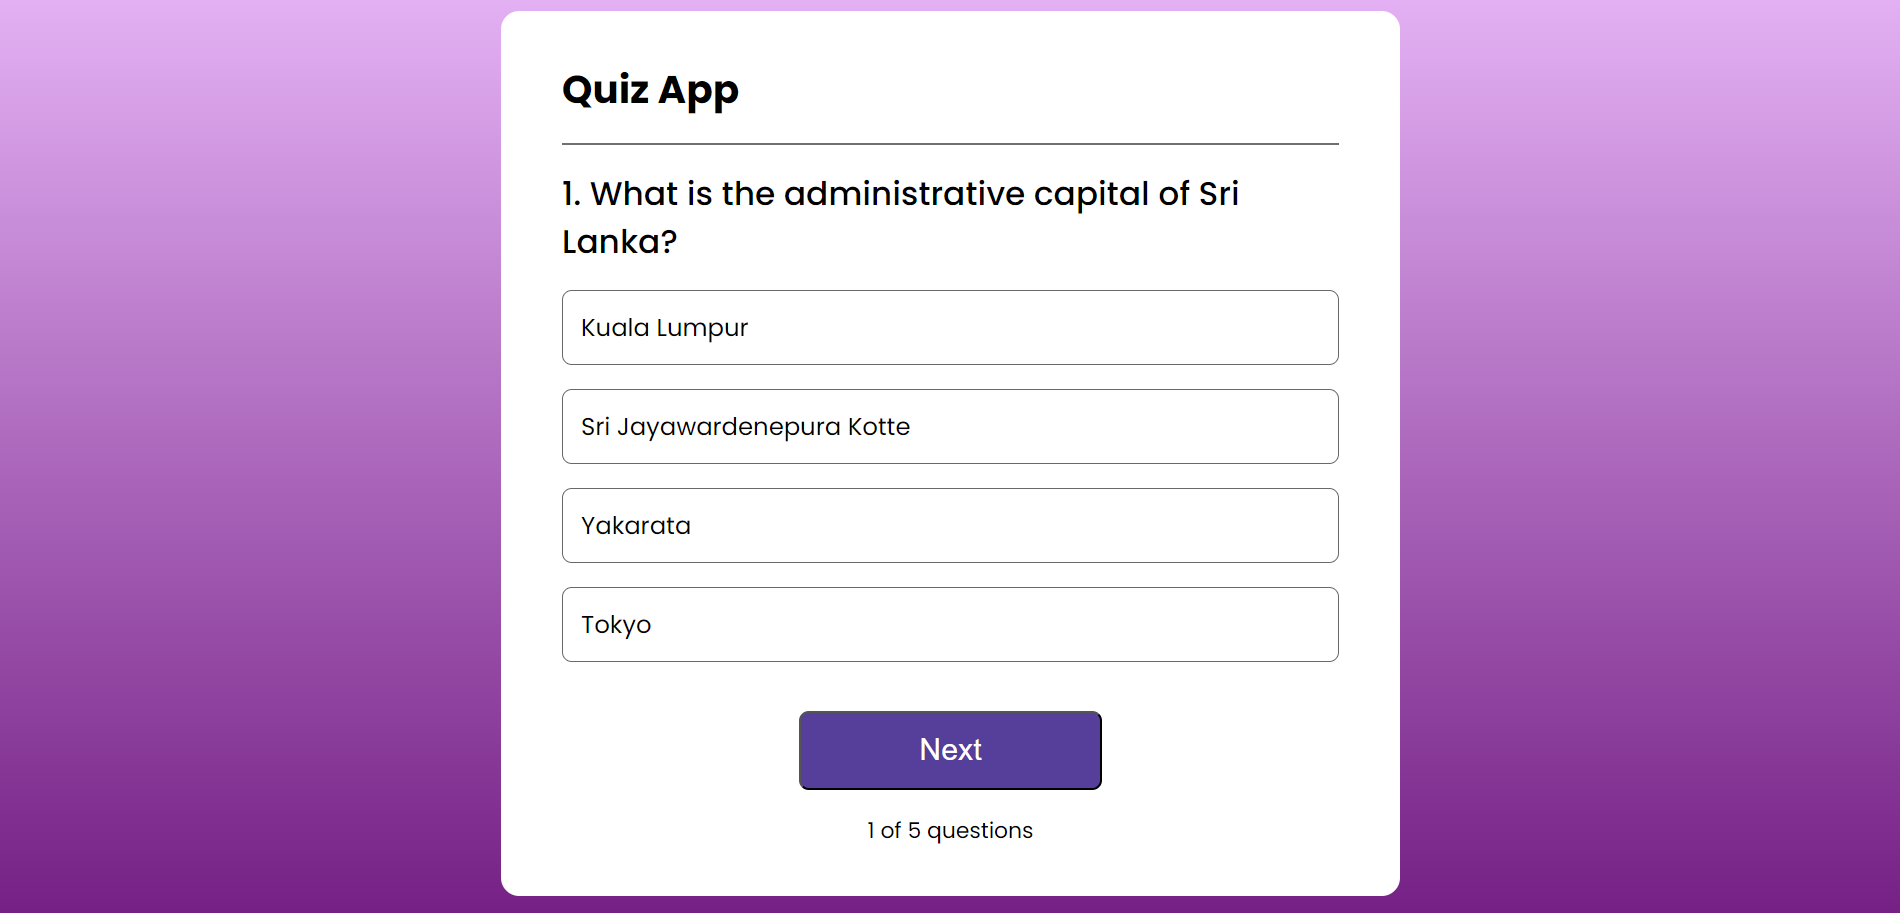 Quiz App
1. What is the administrative capital of Sri
Lanka?
Kuala Lumpur
Sri Jayawardenepura Kotte
Yakarata
Tokyo
Next
1 of 5 questions